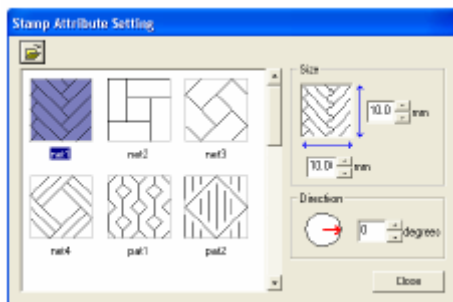 Stamp Attribute Setting
Size
10.0 mm
10.0 mm
net1 net2 net3
Direction
0 degrees
net4 pat1 pat2
Close